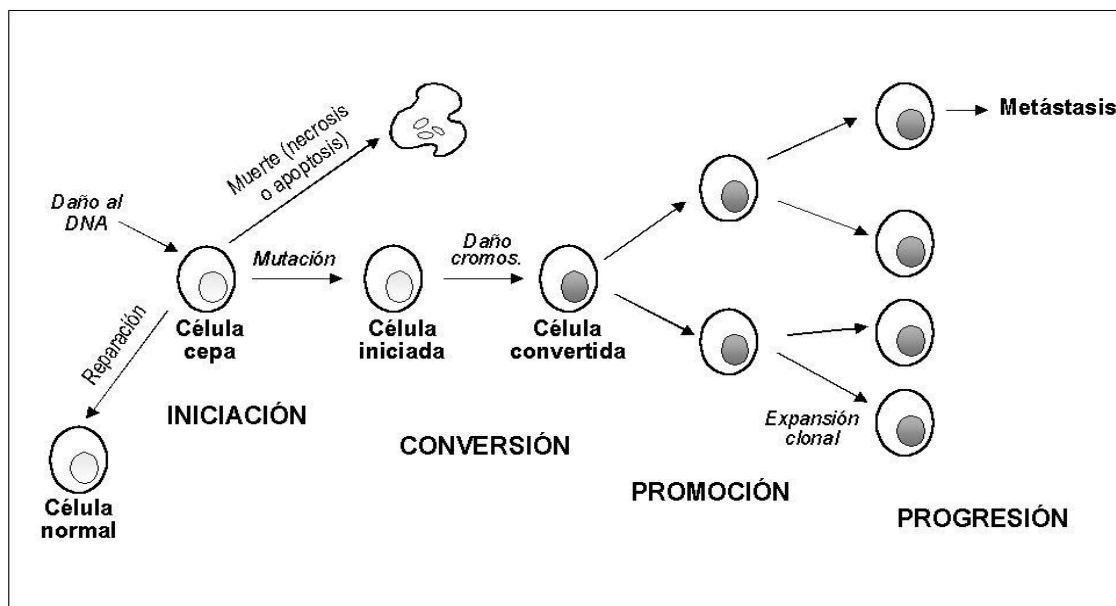 Metástasis
Muerte (necrosis
o apoptosis)
Daño al
DNA
Mutación
Daño
cromos.
Célula
cepa
Célula
iniciada
Célula
convertida
Reparación
INICIACIÓN
CONVERSIÓN
Expansión
clonal
Célula
normal
PROMOCIÓN
PROGRESIÓN